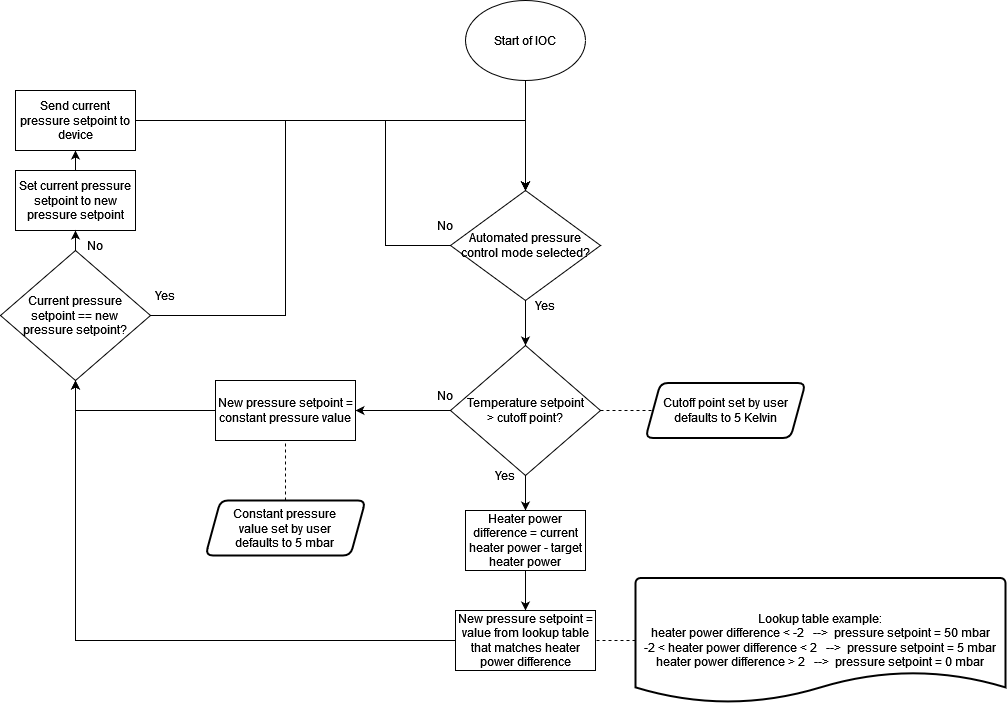 Start of IOC
Send current
pressure setpoint to
device
Set current pressure
setpoint to new
pressure setpoint
No
Automated pressure
control mode selected?
No
Yes
Current pressure
setpoint == new
pressure setpoint?
Yes
New pressure setpoint =
constant pressure value
No
Temperature setpoint
> cutoff point?
Cutoff point set by user
defaults to 5 Kelvin
Yes
Constant pressure
value set by user
defaults to 5 mbar
Heater power
difference = current
heater power - target
heater power
New pressure setpoint =
value from lookup table
that matches heater
power difference
Lookup table example:
heater power difference < -2 --> pressure setpoint = 50 mbar
-2 < heater power difference < 2 --> pressure setpoint = 5 mbar
heater power difference > 2 --> pressure setpoint = 0 mbar